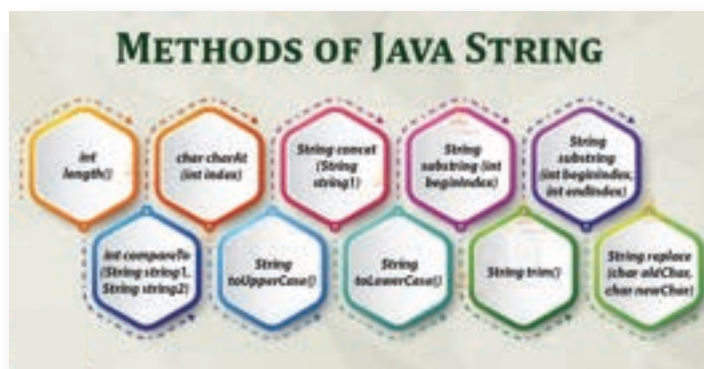 METHODS OF JAVA STRING
int
length()
char charAt
(int index)
String concat
(String
string1)
String
substring (int
beginIndex)
String
substring
(int beginIndex,
int endIndex)
int compareTo
(String string1,
String string2)
String
toUpperCase()
String
toLowerCase()
String trim()
String replace
(char oldChar,
char newChar)